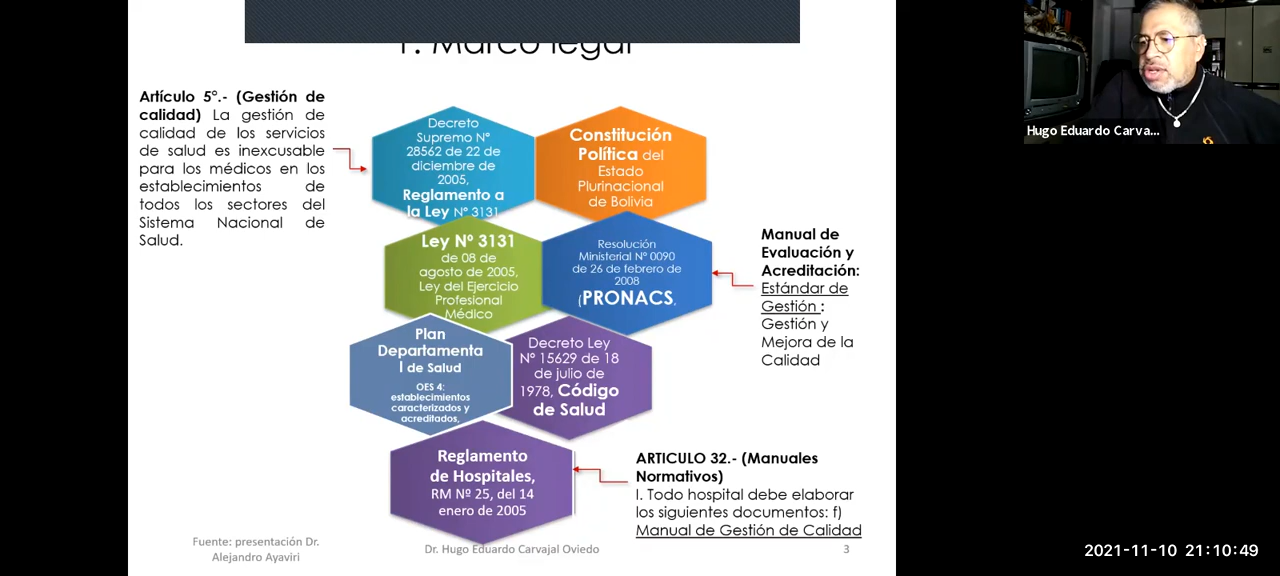 1. Marco legal
Artículo 5°.- (Gestión de
calidad) La gestión de
calidad de los servicios
de salud es inexcusable
para los médicos en los
establecimientos de
todos los sectores del
Sistema Nacional de
Salud.
Decreto
Supremo Nº
28562 de 22 de
diciembre de
2005,
Reglamento a
la Ley Nº 3131
Constitución
Política del
Estado
Plurinacional
de Bolivia
Ley Nº 3131
de 08 de
agosto de 2005,
Ley del Ejercicio
Profesional
Médico
Resolución
Ministerial Nº 0090
de 26 de febrero de
2008
(PRONACS,
Manual de
Evaluación y
Acreditación:
Estándar de
Gestión :
Gestión y
Mejora de la
Calidad
Plan
Departamenta
l de Salud
OES 4:
establecimientos
caracterizados y
acreditados,
Decreto Ley
Nº 15629 de 18
de julio de
1978, Código
de Salud
Reglamento
de Hospitales,
RM Nº 25, del 14
enero de 2005
ARTICULO 32.- (Manuales
Normativos)
I. Todo hospital debe elaborar
los siguientes documentos: f)
Manual de Gestión de Calidad
Fuente: presentación Dr.
Alejandro Ayaviri
Dr. Hugo Eduardo Carvajal Oviedo
3
Hugo Eduardo Carva...
2021-11-10 21:10:49